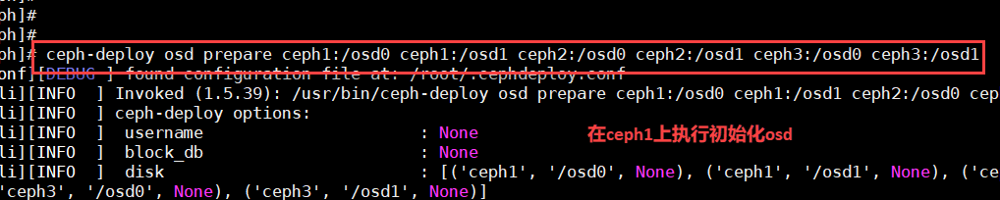 ph]#
ph]#
ph]# ceph-deploy osd prepare ceph1:/osd0 ceph1:/osd1 ceph2:/osd0 ceph2:/osd1 ceph3:/osd0 ceph3:/osd1
onf][DEBUG ] found configuration file at: /root/.cephdeploy.conf
li][INFO  ] Invoked (1.5.39): /usr/bin/ceph-deploy osd prepare ceph1:/osd0 ceph1:/osd1 ceph2:/osd0 cep
li][INFO  ] ceph-deploy options:
li][INFO  ]  username                      : None
在ceph1上执行初始化osd
li][INFO  ]  block_db                      : None
li][INFO  ]  disk                          : [('ceph1', '/osd0', None), ('ceph1', '/osd1', None), ('ce
'ceph3', '/osd0', None), ('ceph3', '/osd1', None)]